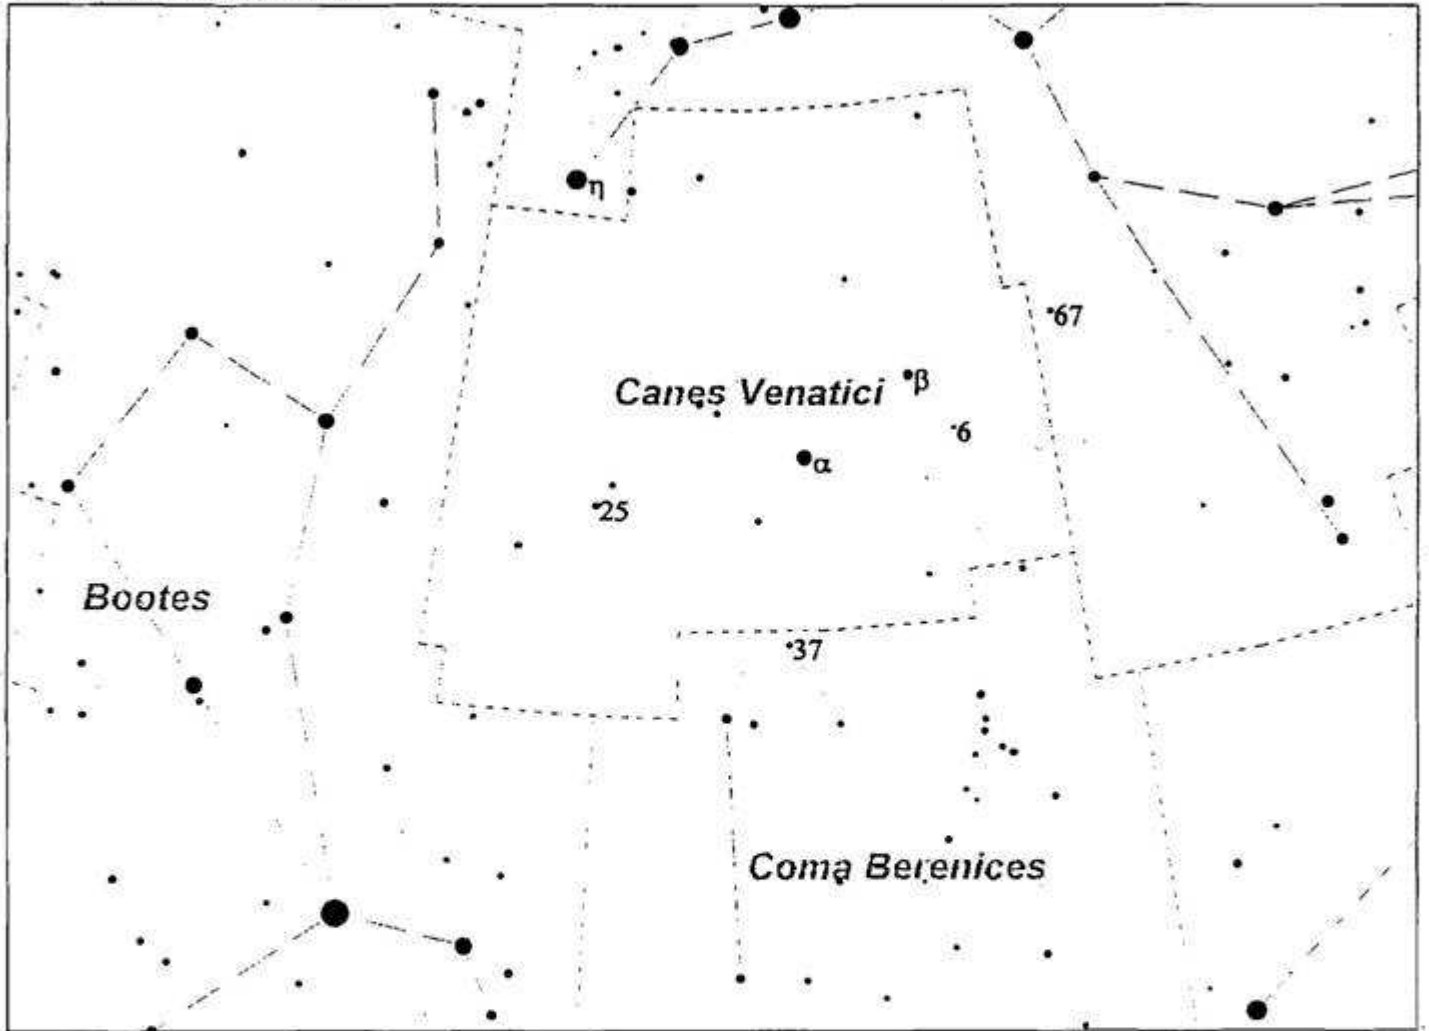 η
67
Canes Venatici
β
6
α
25
Bootes
37
Coma Berenices